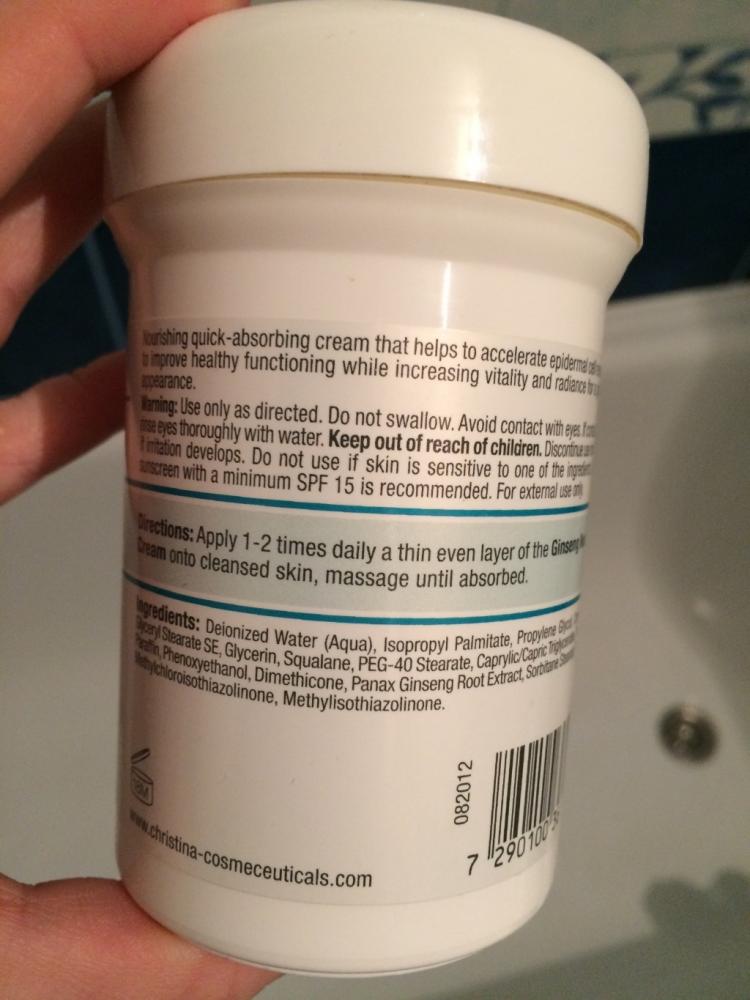 Nourishing quick-absorbing cream that helps to accelerate epidermal cell
to improve healthy functioning while increasing vitality and radiance for
appearance.
Warning: Use only as directed. Do not swallow. Avoid contact with eyes. If
rinse eyes thoroughly with water. Keep out of reach of children. Discontinue
if irritation develops. Do not use if skin is sensitive to one of the
sunscreen with a minimum SPF 15 is recommended. For external use only.
Directions: Apply 1-2 times daily a thin even layer of the Ginseng
Cream onto cleansed skin, massage until absorbed.
Ingredients: Deionized Water (Aqua), Isopropyl Palmitate, Propylene Glycol
Glyceryl Stearate SE, Glycerin, Squalane, PEG-40 Stearate, Caprylic/Capric
Paraffin, Phenoxyethanol, Dimethicone, Panax Ginseng Root Extract, Sorbitane
Methylchloroisothiazolinone, Methylisothiazolinone.
18M
082012
7 290100
www.christina-cosmeceuticals.com